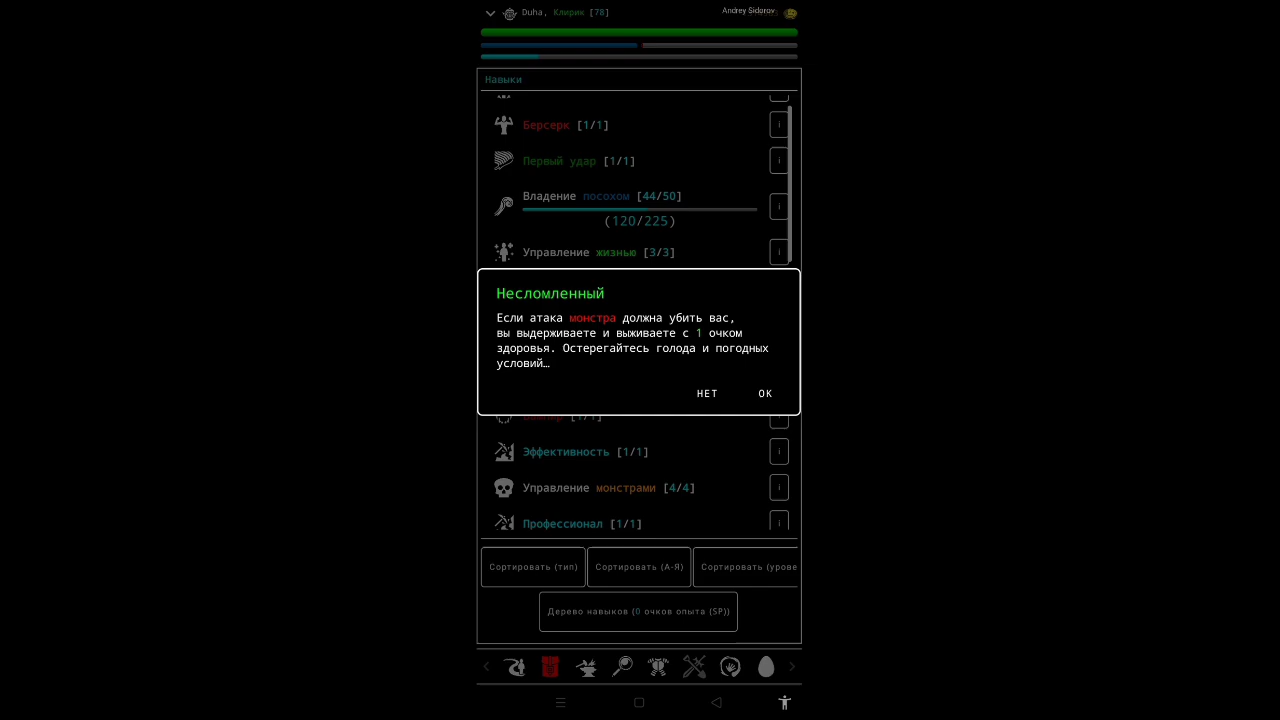 Duha, Клирик [78]
Andrey Sidorov
Навыки
Берсерк [1/1]
Первый удар [1/1]
Владение посохом [44/50]
(120/225)
Управление жизнью [3/3]
Несломленный
Если атака монстра должна убить вас,
вы выдерживаете и выживаете с 1 очком
здоровья. Остерегайтесь голода и погодных
условий…
НЕТ
OK
Эффективность [1/1]
Управление монстрами [4/4]
Профессионал [1/1]
Сортировать (тип)
Сортировать (А-Я)
Сортировать (урове
Дерево навыков (0 очков опыта (SP))